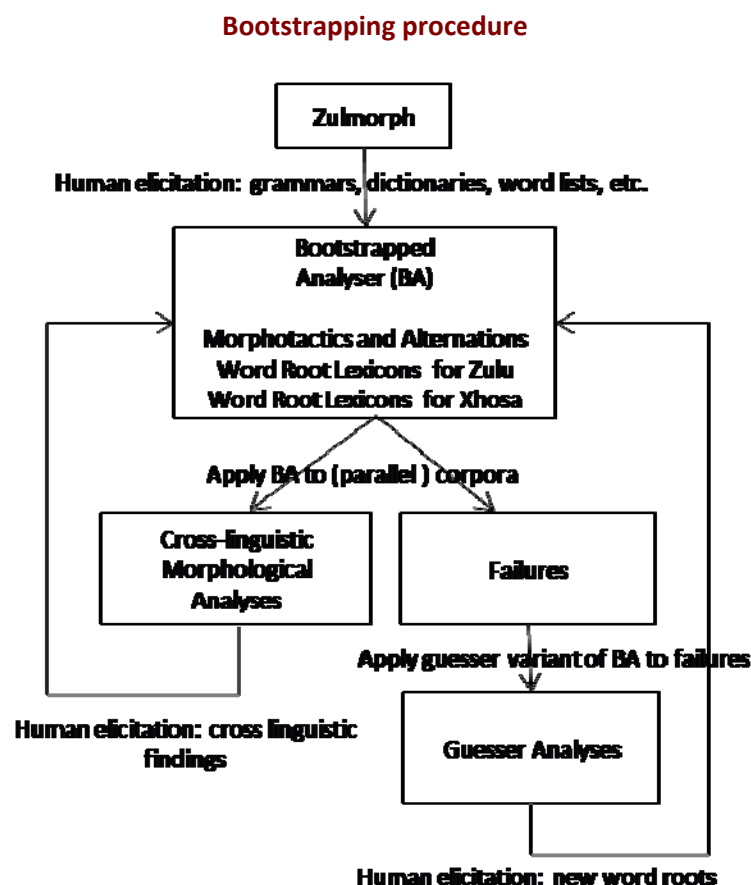 Bootstrapping procedure
Zulmorph
Human elicitation: grammars, dictionaries, word lists, etc.
Bootstrapped
Analyser (BA)
Morphotactics and Alternations
Word Root Lexicons for Zulu
Word Root Lexicons for Xhosa
Apply BA to (parallel ) corpora
Cross-linguistic
Morphological
Analyses
Failures
Apply guesser variant of BA to failures
Human elicitation: cross linguistic
findings
Guesser Analyses
Human elicitation: new word roots